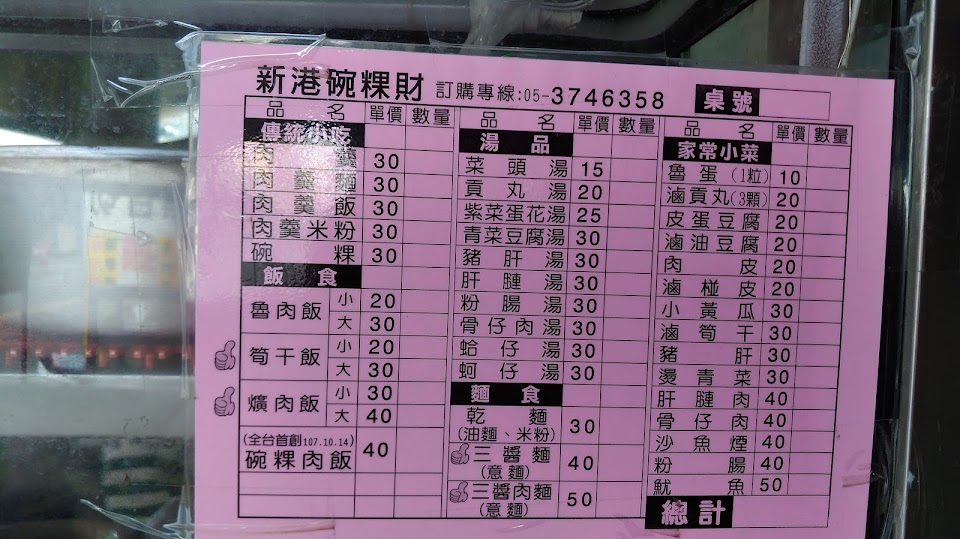 新港碗粿財 訂購專線:05-3746358 桌號
品名 單價 數量
傳統小吃
肉羹 30
肉羹麵 30
肉羹飯 30
肉羹米粉 30
碗粿 30
飯食
魯肉飯 小 20
大 30
筍干飯 小 20
大 30
爌肉飯 小 30
大 40
(全台首創107.10.14)
碗粿肉飯 40
品名 單價 數量
湯品
菜頭湯 15
貢丸湯 20
紫菜蛋花湯 25
青菜豆腐湯 30
豬肝湯 30
肝腱湯 30
粉腸湯 30
骨仔肉湯 30
蛤仔湯 30
蚵仔湯 30
麵食
乾麵 30
(油麵、米粉)
三醬麵 40
(意麵)
三醬肉麵 50
(意麵)
品名 單價 數量
家常小菜
魯蛋(1粒) 10
滷貢丸(3顆) 20
皮蛋豆腐 20
滷油豆腐 20
肉皮 20
滷椪皮 20
小黃瓜 30
滷筍干 30
豬肝 30
燙青菜 30
肝腱肉 40
骨仔肉 40
沙魚煙 40
粉腸 40
魷魚 50
總計